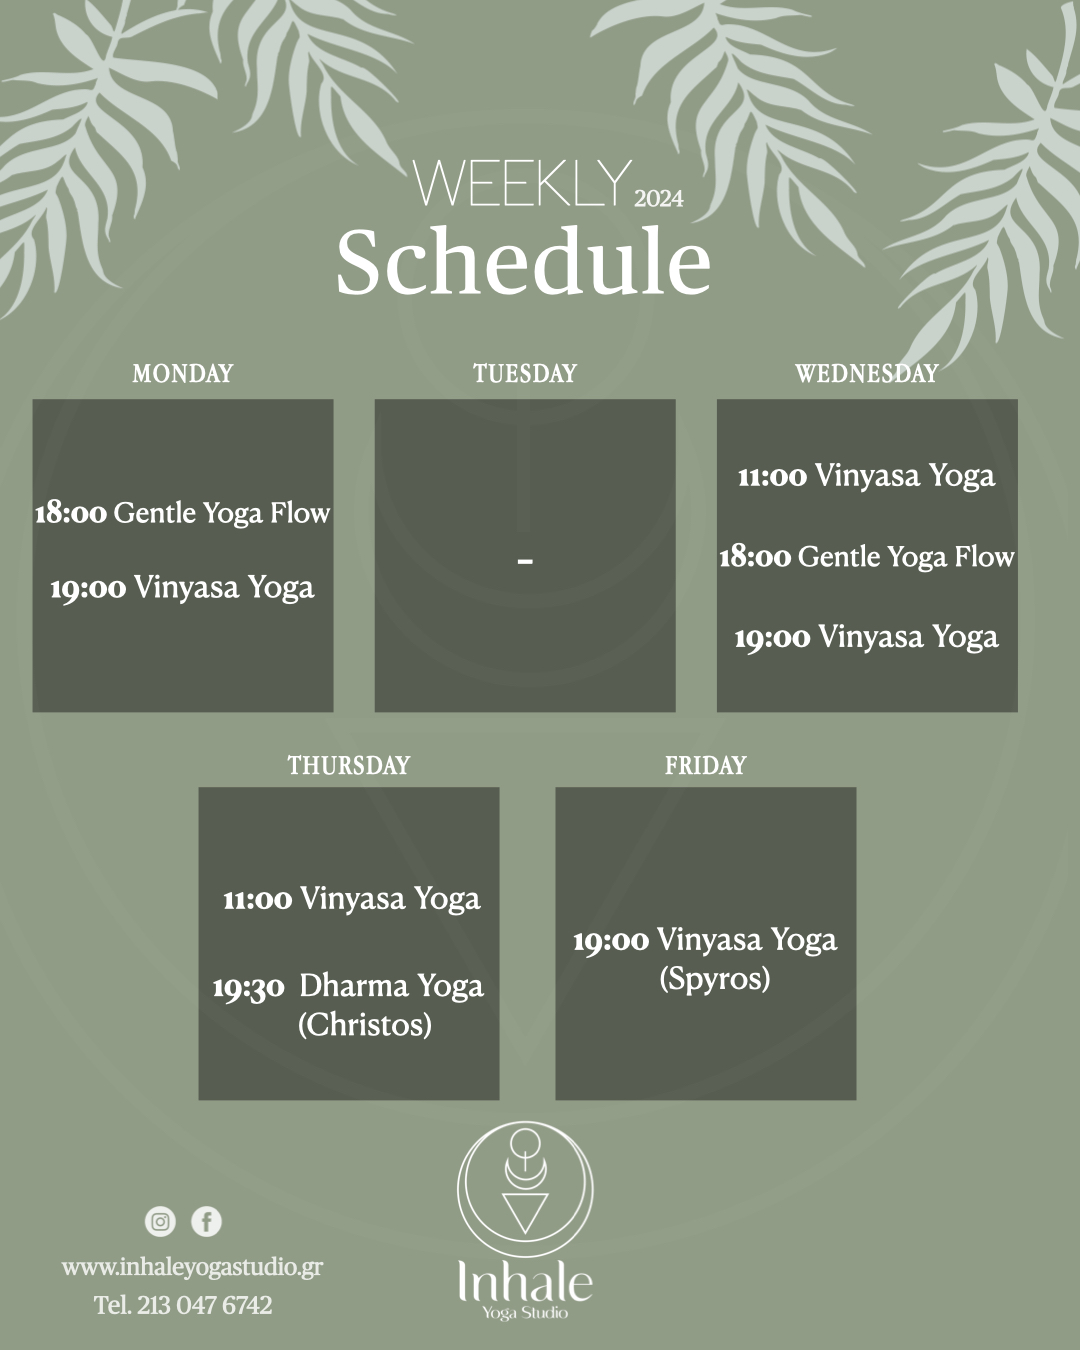 WEEKLY 2024
Schedule
MONDAY
18:00 Gentle Yoga Flow
19:00 Vinyasa Yoga
TUESDAY
-
WEDNESDAY
11:00 Vinyasa Yoga
18:00 Gentle Yoga Flow
19:00 Vinyasa Yoga
THURSDAY
11:00 Vinyasa Yoga
19:30 Dharma Yoga
(Christos)
FRIDAY
19:00 Vinyasa Yoga
(Spyros)
www.inhaleyogastudio.gr
Tel. 213 047 6742
Inhale
Yoga Studio